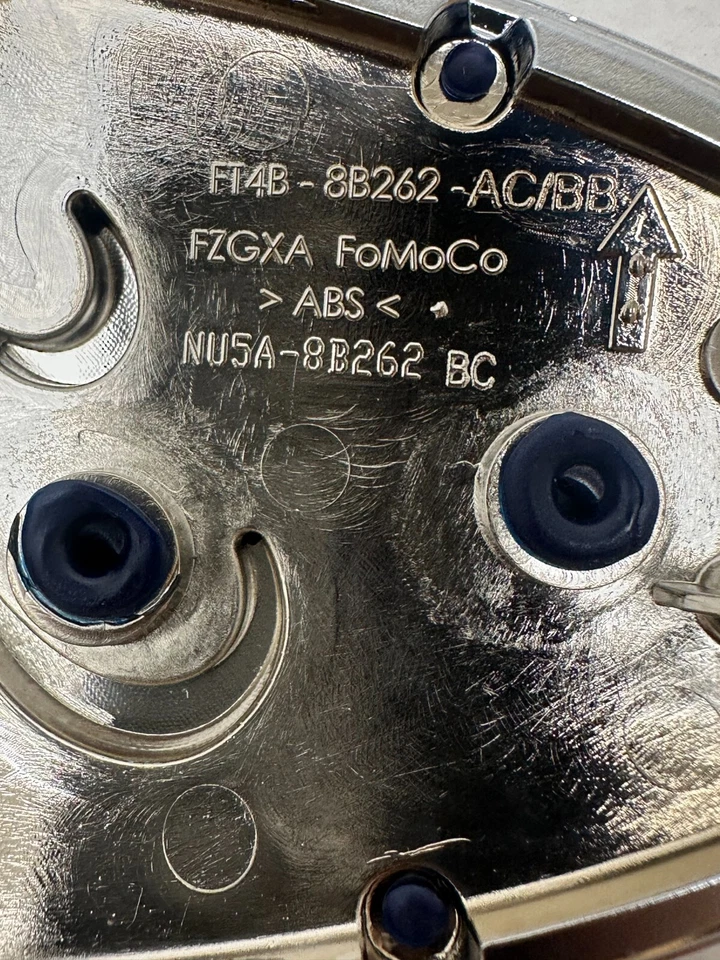 FT4B - 8B262 - AC/BB
FZGXA FoMoCo
> ABS <
NU5A-8B262 BC